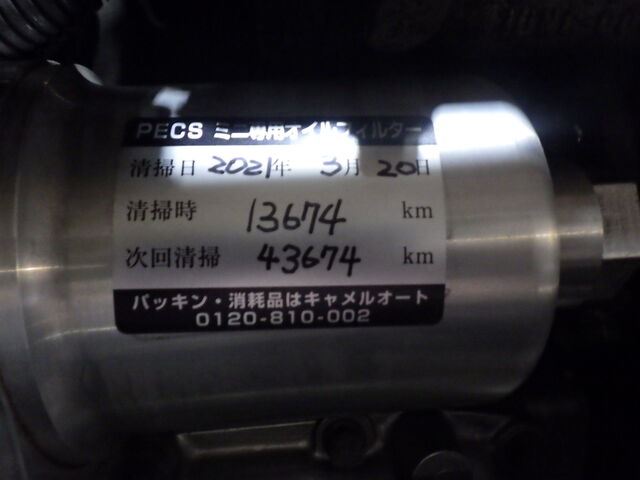 PECS ミニ専用オイルフィルター
清掃日 2021年 3月 20日
清掃時 13674 km
次回清掃 43674 km
パッキン・消耗品はキャメルオート
0120-810-002